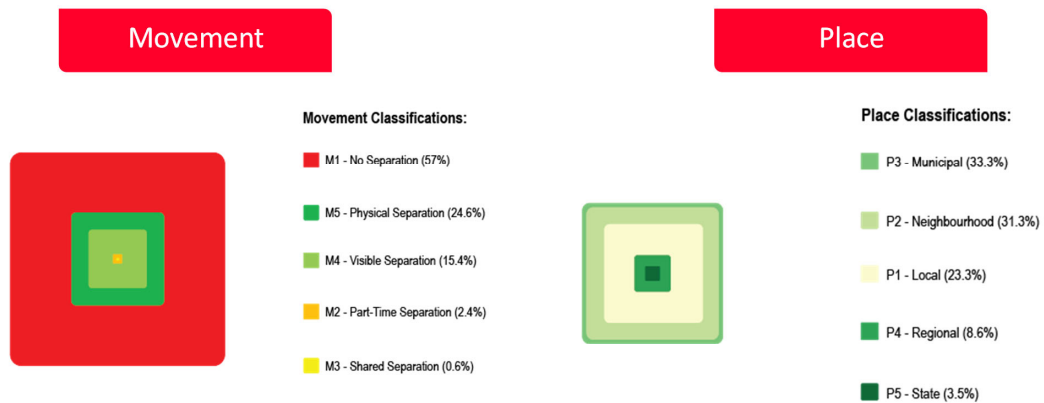 Movement
Movement Classifications:
M1 - No Separation (57%)
M5 - Physical Separation (24.6%)
M4 - Visible Separation (15.4%)
M2 - Part-Time Separation (2.4%)
M3 - Shared Separation (0.6%)
Place
Place Classifications:
P3 - Municipal (33.3%)
P2 - Neighbourhood (31.3%)
P1 - Local (23.3%)
P4 - Regional (8.6%)
P5 - State (3.5%)